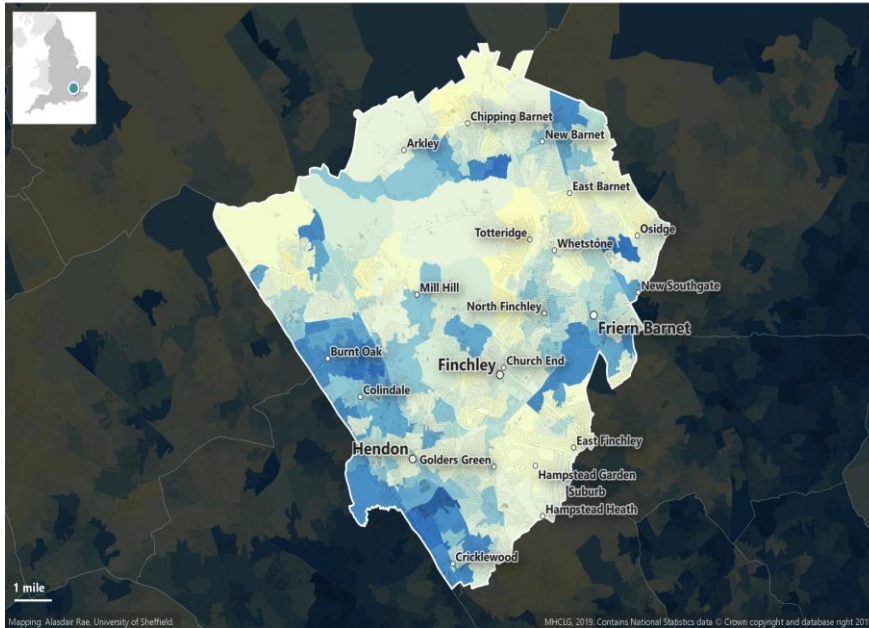 Chipping Barnet
New Barnet
Arkley
East Barnet
Totteridge
Osidge
Whetstone
New Southgate
Mill Hill
North Finchley
Friern Barnet
Burnt Oak
Church End
Finchley
Colindale
East Finchley
Hendon
Golders Green
Hampstead Garden
Suburb
Hampstead Heath
Cricklewood
1 mile
Mapping: Alasdair Rae, University of Sheffield.
MHCLG, 2019. Contains National Statistics data © Crown copyright and database right 2019